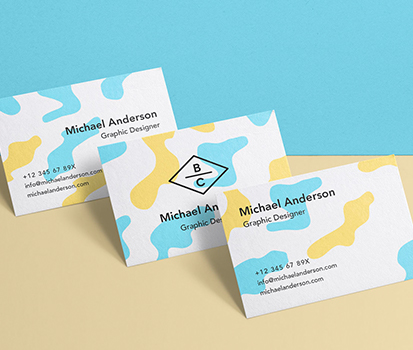 Michael Anderson
Graphic Designer
+12 345 67 89X
info@michaelanderson.com
michaelanderson.com
B
C
Michael Anderson
Graphic Designer
Michael Anderson
Graphic Designer
+12 345 67 89X
info@michaelanderson.com
michaelanderson.com